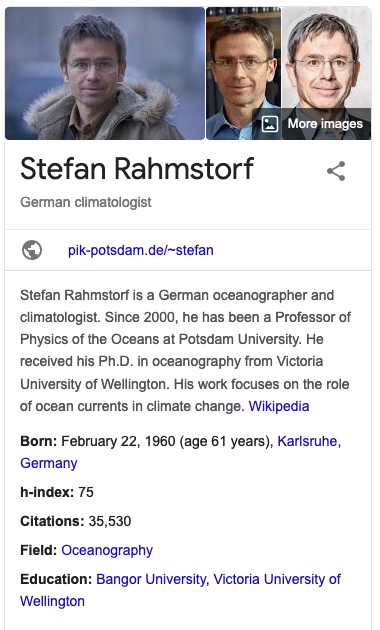 More images
Stefan Rahmstorf
German climatologist
pik-potsdam.de/~stefan
Stefan Rahmstorf is a German oceanographer and
climatologist. Since 2000, he has been a Professor of
Physics of the Oceans at Potsdam University. He
received his Ph.D. in oceanography from Victoria
University of Wellington. His work focuses on the role
of ocean currents in climate change. Wikipedia
Born: February 22, 1960 (age 61 years), Karlsruhe,
Germany
h-index: 75
Citations: 35,530
Field: Oceanography
Education: Bangor University, Victoria University of
Wellington